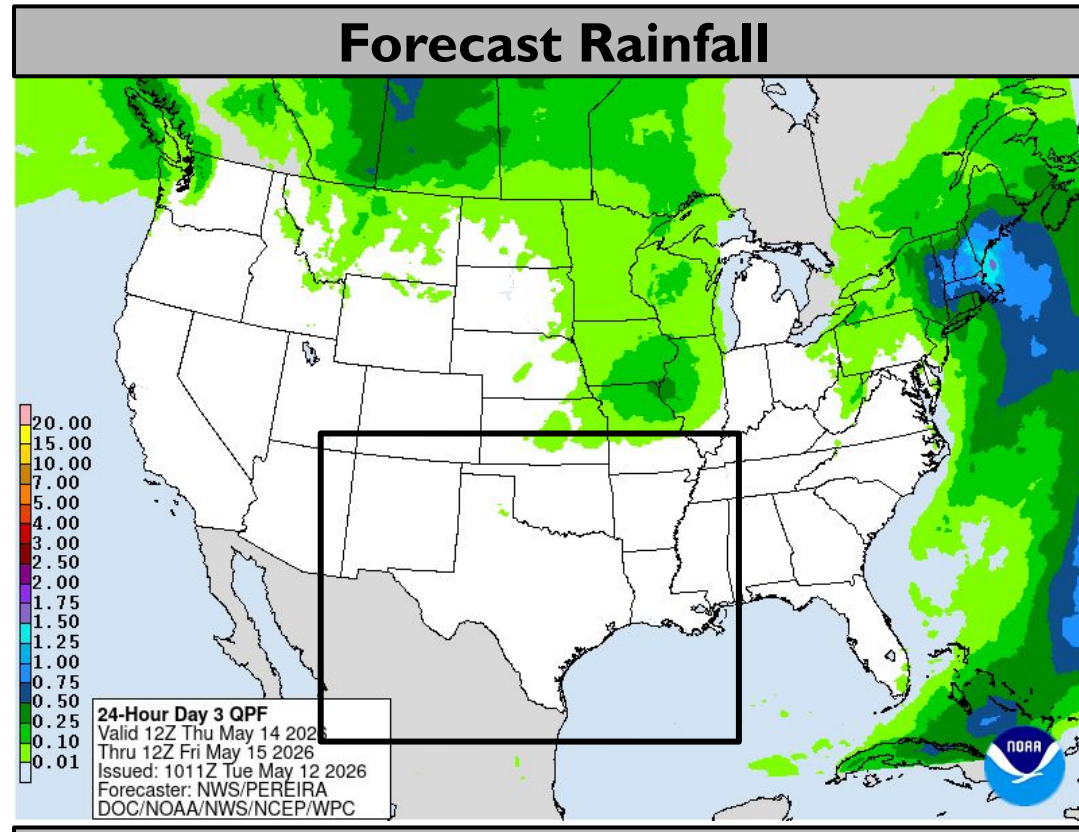 Forecast Rainfall
20.00
15.00
10.00
7.00
5.00
4.00
3.00
2.50
2.00
1.75
1.50
1.25
1.00
0.75
0.50
0.25
0.10
0.01
24-Hour Day 3 QPF
Valid 12Z Thu May 14 2026
Thru 12Z Fri May 15 2026
Issued: 1011Z Tue May 12 2026
Forecaster: NWS/PEREIRA
DOC/NOAA/NWS/NCEP/WPC
NOAA